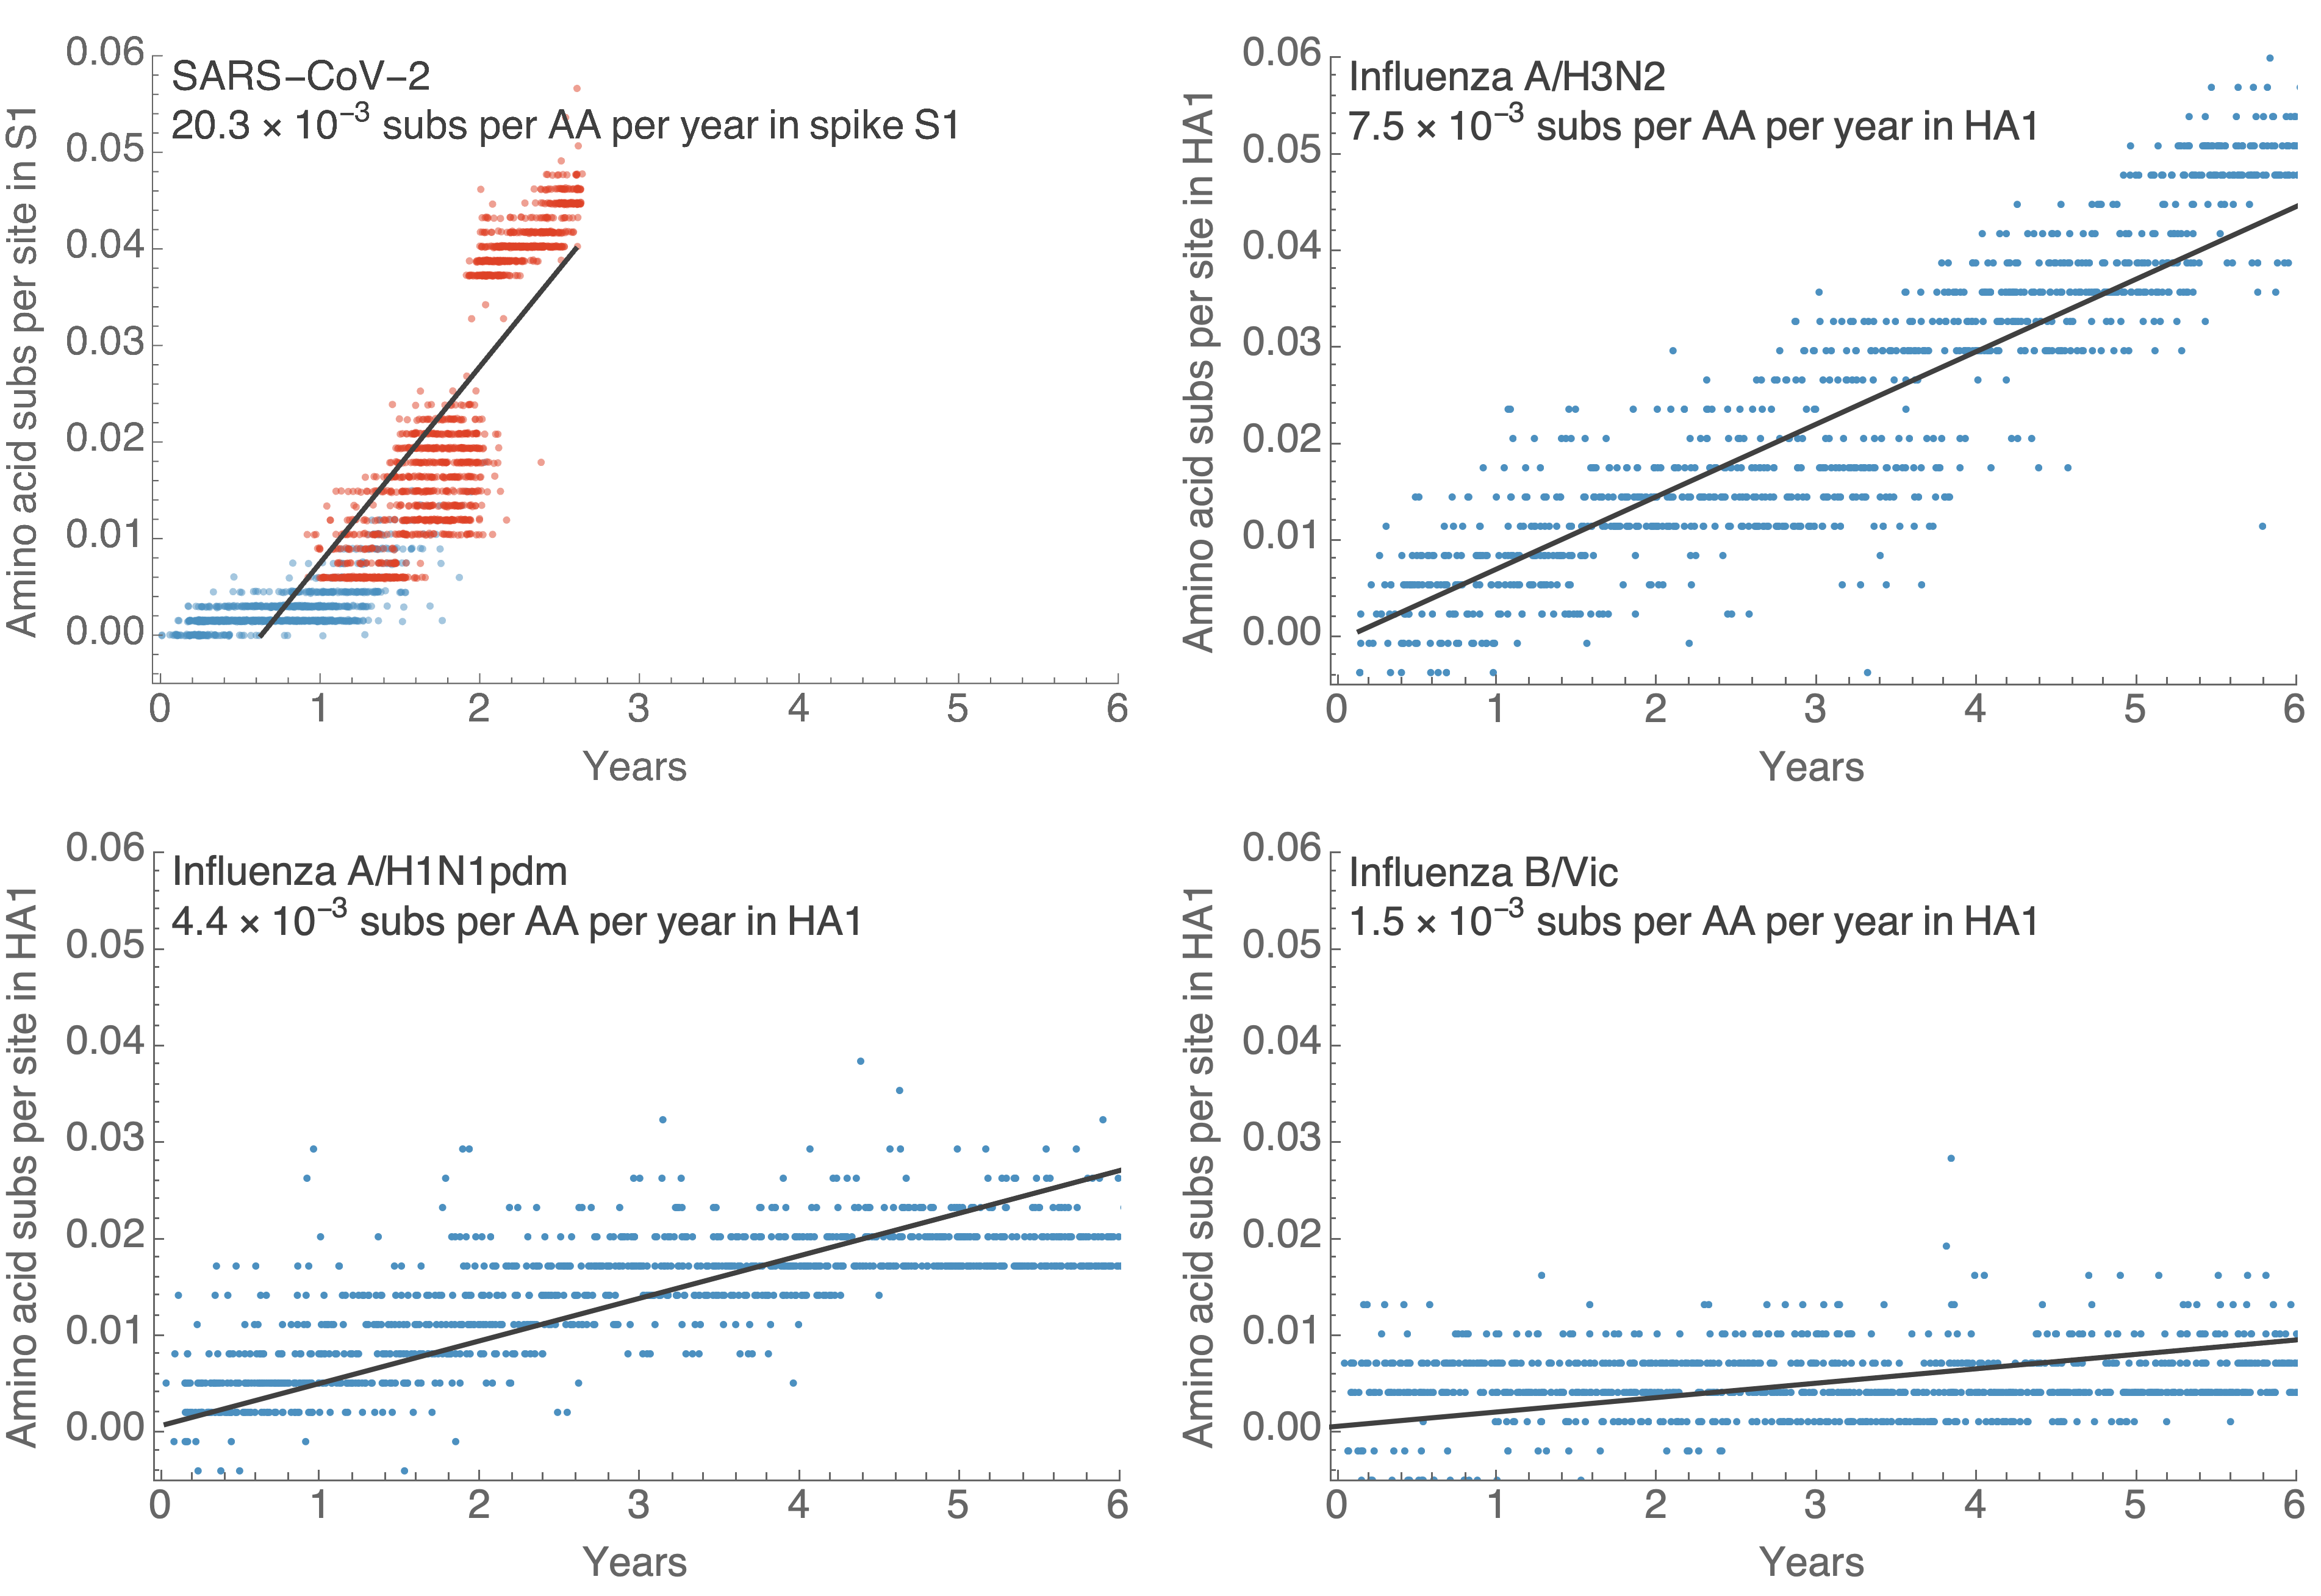 SARS−CoV−2
20.3 × 10⁻³ subs per AA per year in spike S1
Amino acid subs per site in S1
0.06
0.05
0.04
0.03
0.02
0.01
0.00
0 1 2 3 4 5 6
Years
Influenza A/H3N2
7.5 × 10⁻³ subs per AA per year in HA1
Amino acid subs per site in HA1
0.06
0.05
0.04
0.03
0.02
0.01
0.00
0 1 2 3 4 5 6
Years
Influenza A/H1N1pdm
4.4 × 10⁻³ subs per AA per year in HA1
Amino acid subs per site in HA1
0.06
0.05
0.04
0.03
0.02
0.01
0.00
0 1 2 3 4 5 6
Years
Influenza B/Vic
1.5 × 10⁻³ subs per AA per year in HA1
Amino acid subs per site in HA1
0.06
0.05
0.04
0.03
0.02
0.01
0.00
0 1 2 3 4 5 6
Years